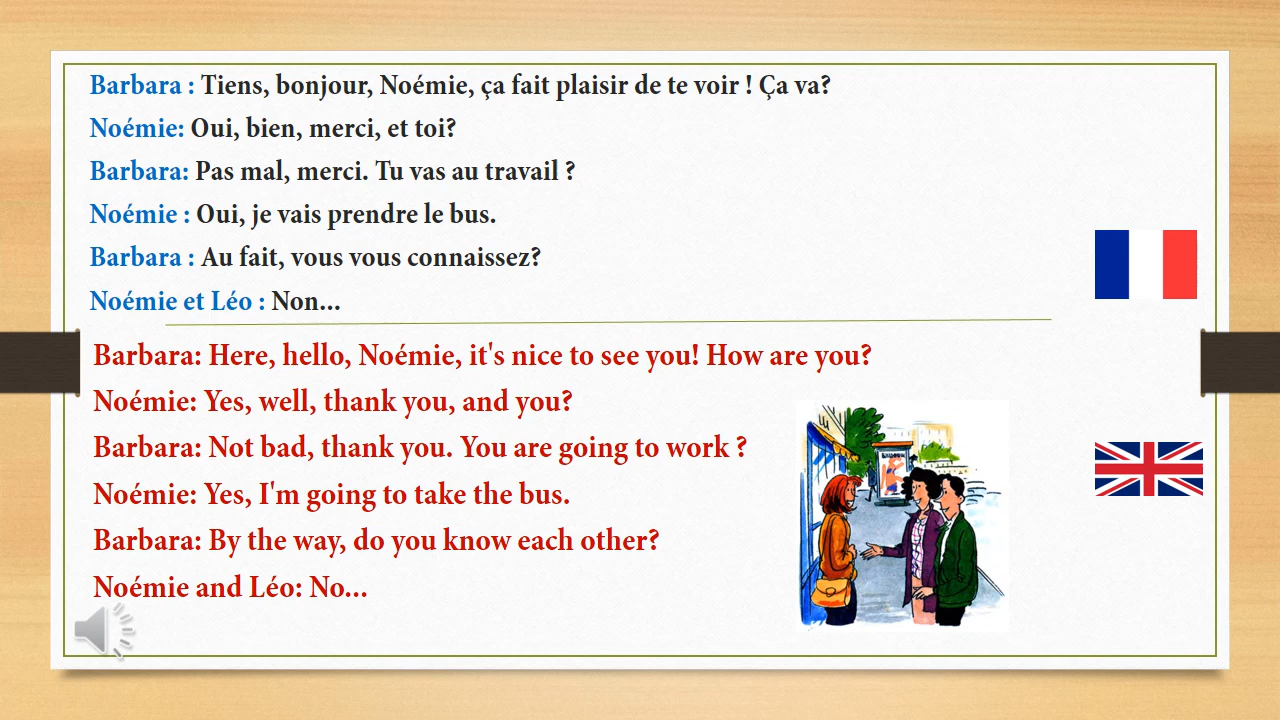 Barbara : Tiens, bonjour, Noémie, ça fait plaisir de te voir ! Ça va?
Noémie: Oui, bien, merci, et toi?
Barbara: Pas mal, merci. Tu vas au travail ?
Noémie : Oui, je vais prendre le bus.
Barbara : Au fait, vous vous connaissez?
Noémie et Léo : Non...
Barbara: Here, hello, Noémie, it's nice to see you! How are you?
Noémie: Yes, well, thank you, and you?
Barbara: Not bad, thank you. You are going to work ?
Noémie: Yes, I'm going to take the bus.
Barbara: By the way, do you know each other?
Noémie and Léo: No...